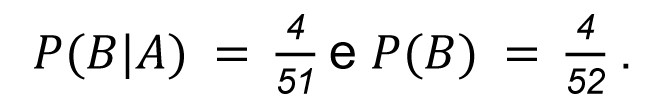 P(B|A) = 4/51 e P(B) = 4/52 .